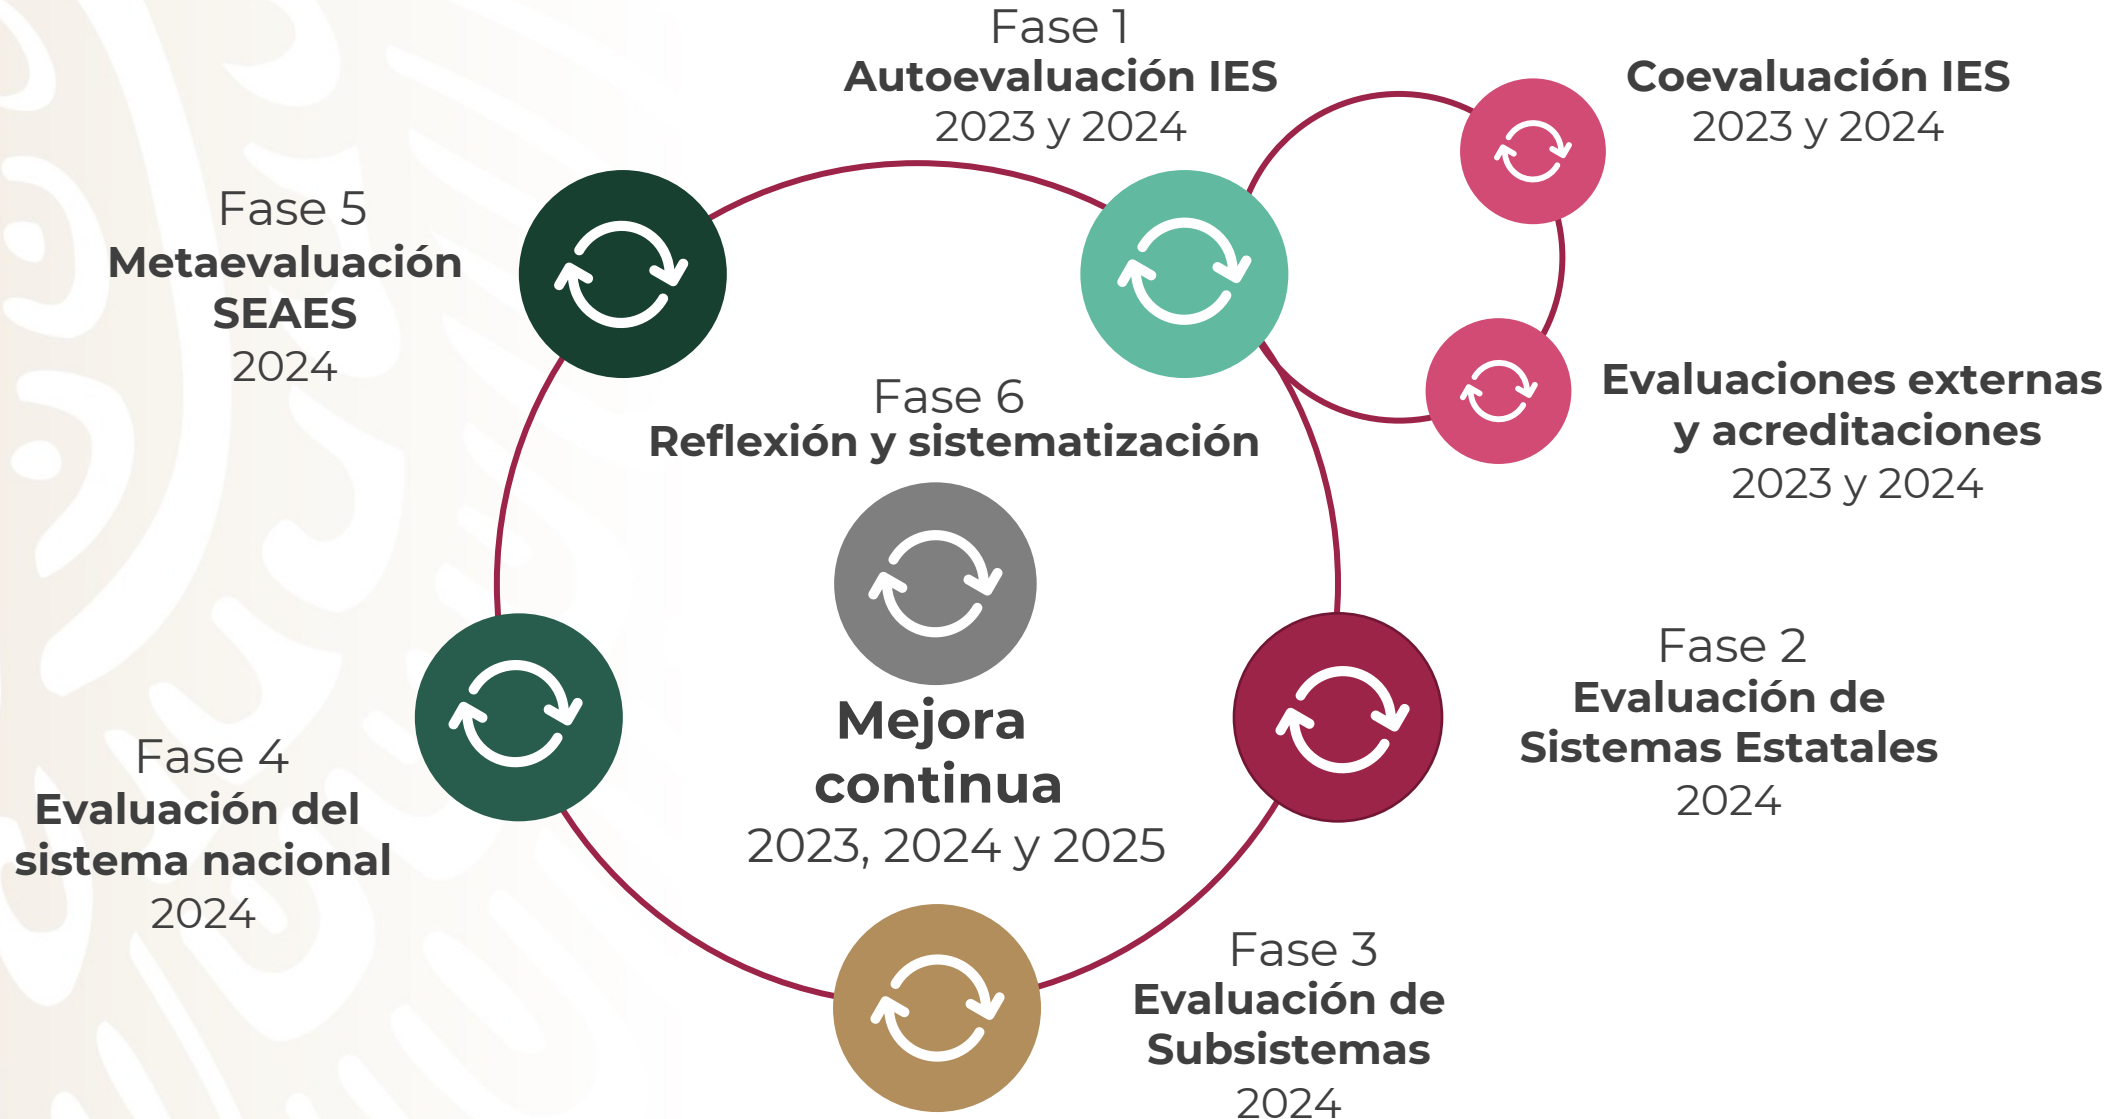 Fase 1
Autoevaluación IES
2023 y 2024
Coevaluación IES
2023 y 2024
Evaluaciones externas
y acreditaciones
2023 y 2024
Fase 2
Evaluación de
Sistemas Estatales
2024
Fase 3
Evaluación de
Subsistemas
2024
Fase 4
Evaluación del
sistema nacional
2024
Fase 5
Metaevaluación
SEAES
2024
Fase 6
Reflexión y sistematización
Mejora
continua
2023, 2024 y 2025